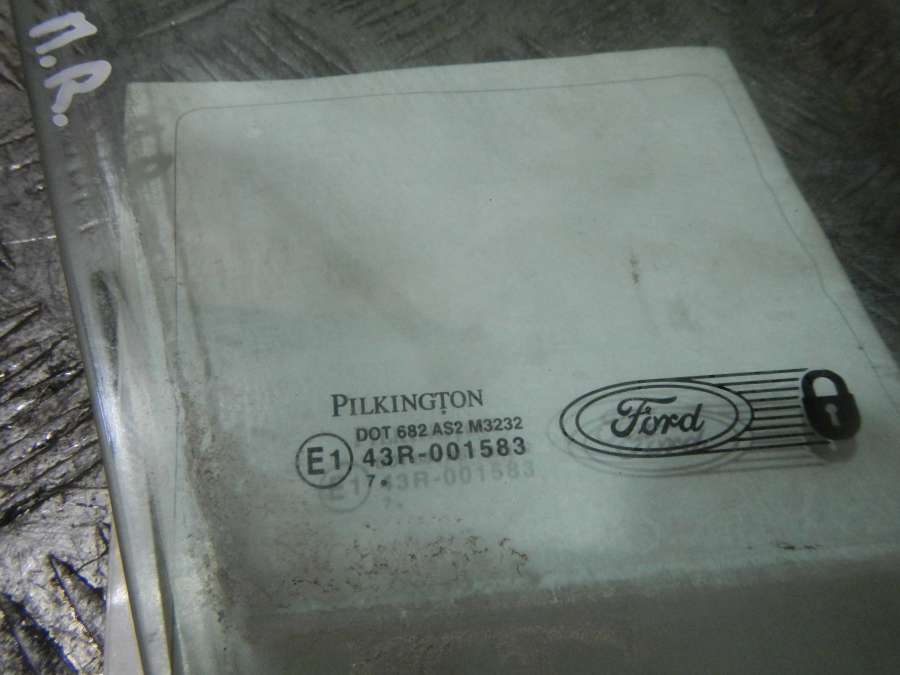 П.R.
PILKINGTON
DOT 682 AS2 M3232
E1 43R-001583
7.
Ford